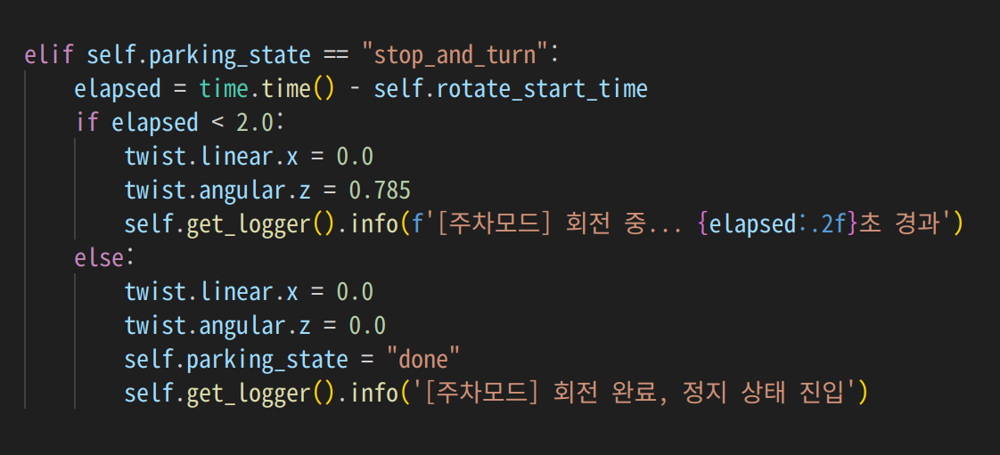 elif self.parking_state == "stop_and_turn":
    elapsed = time.time() - self.rotate_start_time
    if elapsed < 2.0:
        twist.linear.x = 0.0
        twist.angular.z = 0.785
        self.get_logger().info(f'[주차모드] 회전 중... {elapsed:.2f}초 경과')
    else:
        twist.linear.x = 0.0
        twist.angular.z = 0.0
        self.parking_state = "done"
        self.get_logger().info('[주차모드] 회전 완료, 정지 상태 진입')